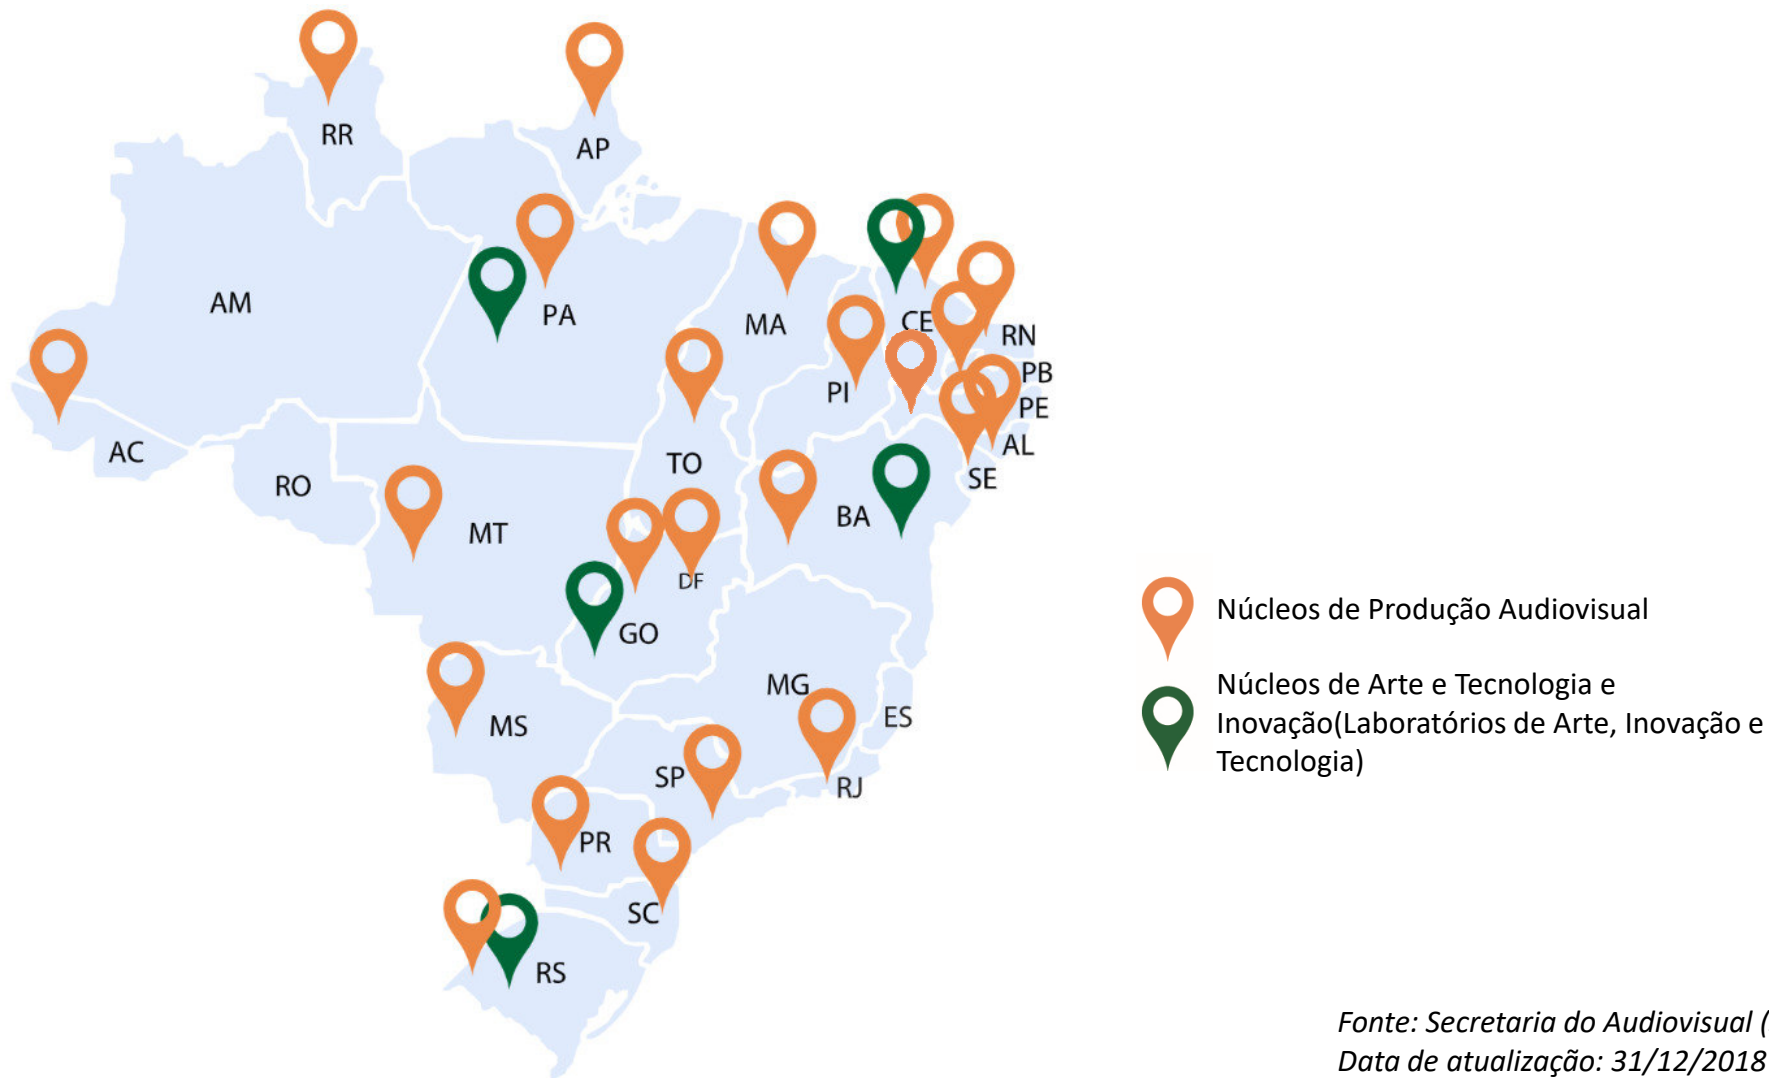 RR
AP
AM
PA
MA
CE
RN
PI
PB
PE
AL
AC
TO
SE
RO
MT
BA
DF
GO
MG
ES
MS
SP
RJ
PR
SC
RS
Núcleos de Produção Audiovisual
Núcleos de Arte e Tecnologia e
Inovação(Laboratórios de Arte, Inovação e
Tecnologia)
Fonte: Secretaria do Audiovisual (
Data de atualização: 31/12/2018